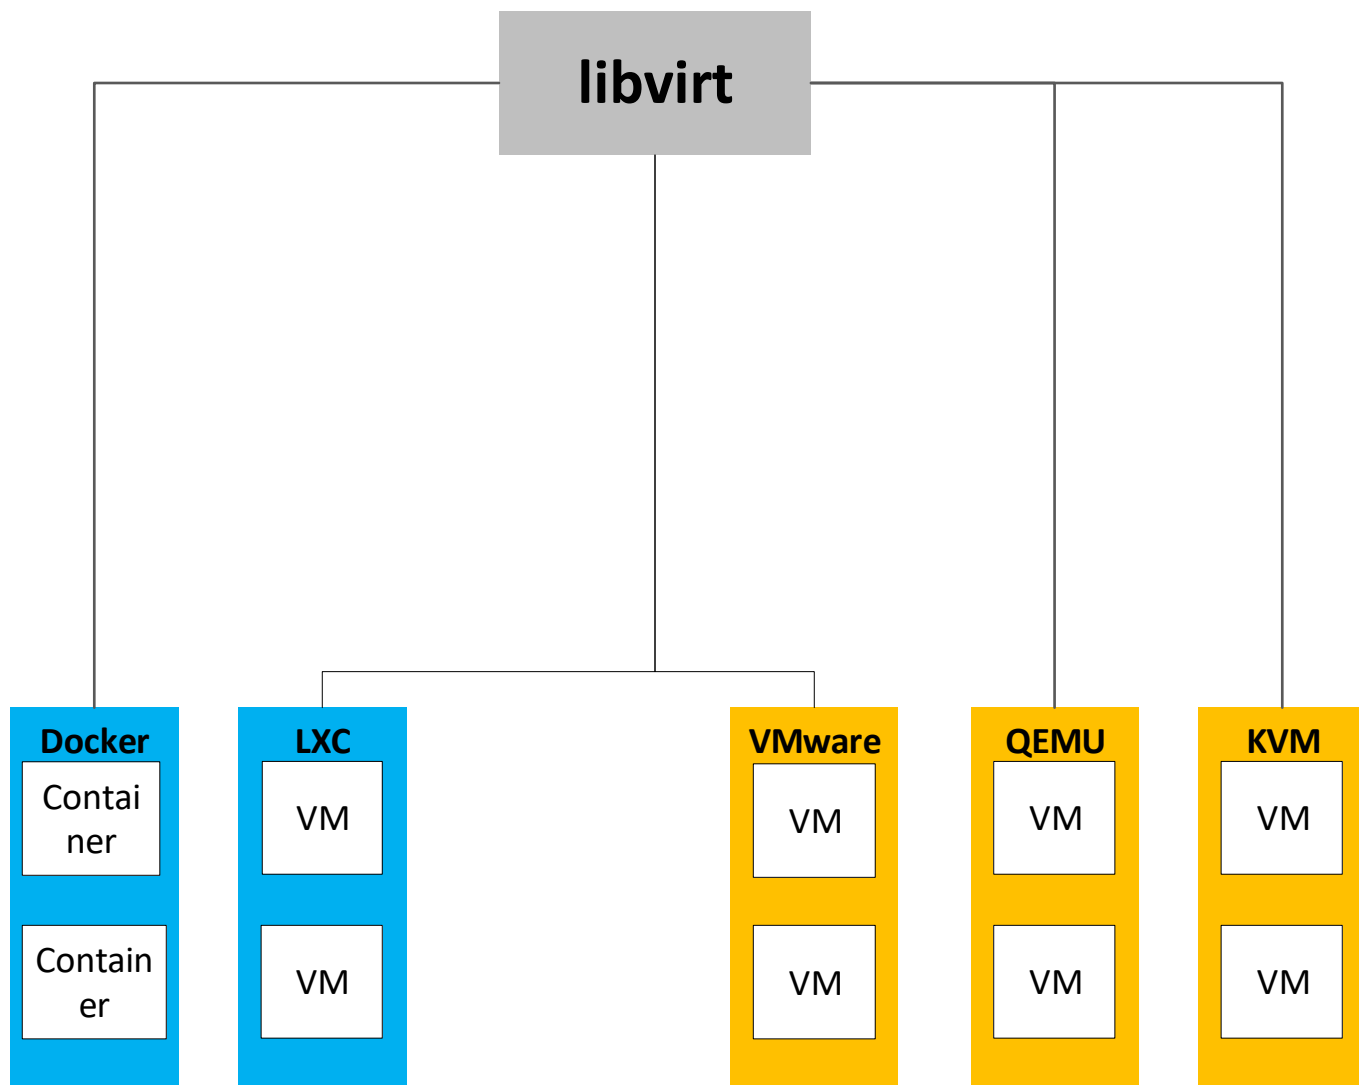 libvirt
Docker
LXC
VMware
QEMU
KVM
Contai
ner
VM
VM
VM
VM
Contain
er
VM
VM
VM
VM